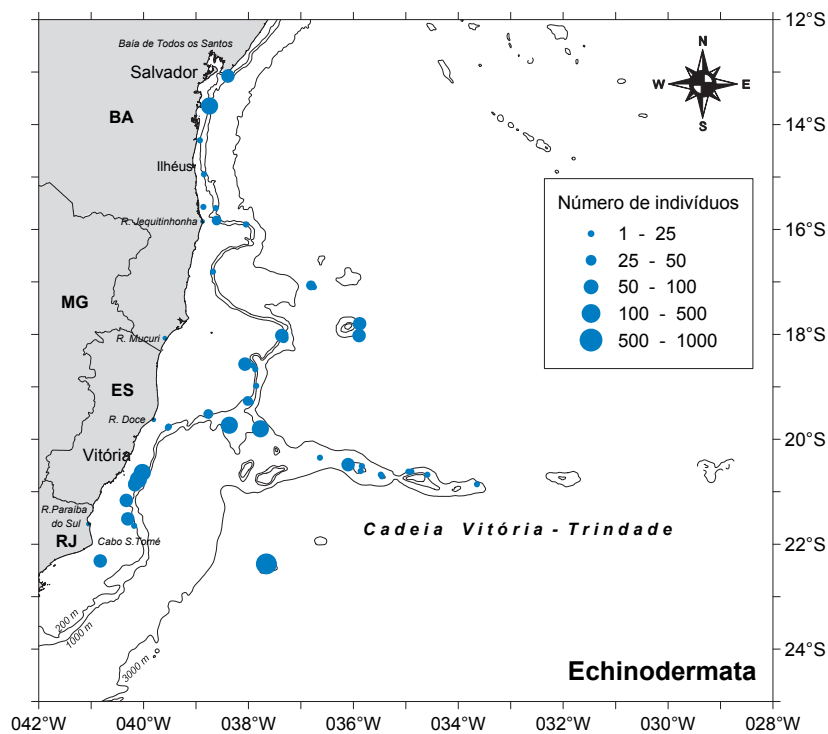 12°S
Baía de Todos os Santos
Salvador
N
W
E
S
BA
14°S
Ilhéus
Número de indivíduos
R. Jequitinhonha
1 - 25
16°S
25 - 50
50 - 100
MG
100 - 500
500 - 1000
R. Mucuri
18°S
ES
R. Doce
Vitória
20°S
R.Paraíba
do Sul
RJ
Cabo S.Tomé
Cadeia Vitória - Trindade
22°S
200 m
1000 m
3000 m
24°S
Echinodermata
042°W
040°W
038°W
036°W
034°W
032°W
030°W
028°W